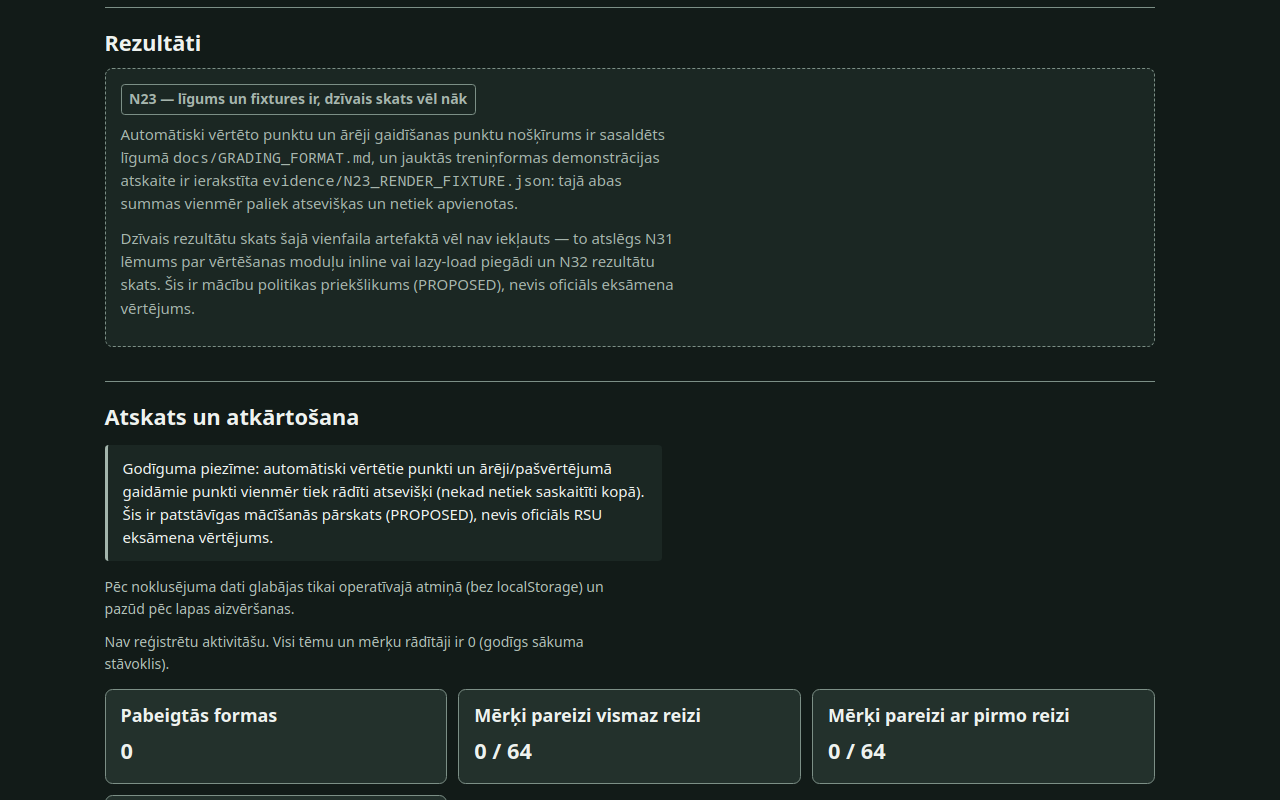 Rezultāti
N23 — līgums un fixtures ir, dzīvais skats vēl nāk
Automātiski vērtēto punktu un ārēji gaidīšanas punktu nošķīrums ir sasaldēts
līgumā docs/GRADING_FORMAT.md, un jauktās treniņformas demonstrācijas
atskaite ir ierakstīta evidence/N23_RENDER_FIXTURE.json: tajā abas
summas vienmēr paliek atsevišķas un netiek apvienotas.
Dzīvais rezultātu skats šajā vienfaila artefaktā vēl nav iekļauts — to atslēgs N31
lēmums par vērtēšanas moduļu inline vai lazy-load piegādi un N32 rezultātu
skats. Šis ir mācību politikas priekšlikums (PROPOSED), nevis oficiāls eksāmena
vērtējums.
Atskats un atkārtošana
Godīguma piezīme: automātiski vērtētie punkti un ārēji/pašvērtējumā
gaidāmie punkti vienmēr tiek rādīti atsevišķi (nekad netiek saskaitīti kopā).
Šis ir patstāvīgas mācīšanās pārskats (PROPOSED), nevis oficiāls RSU
eksāmena vērtējums.
Pēc noklusējuma dati glabājas tikai operatīvajā atmiņā (bez localStorage) un
pazūd pēc lapas aizvēršanas.
Nav reģistrētu aktivitāšu. Visi tēmu un mērķu rādītāji ir 0 (godīgs sākuma
stāvoklis).
Pabeigtās formas
0
Mērķi pareizi vismaz reizi
0 / 64
Mērķi pareizi ar pirmo reizi
0 / 64